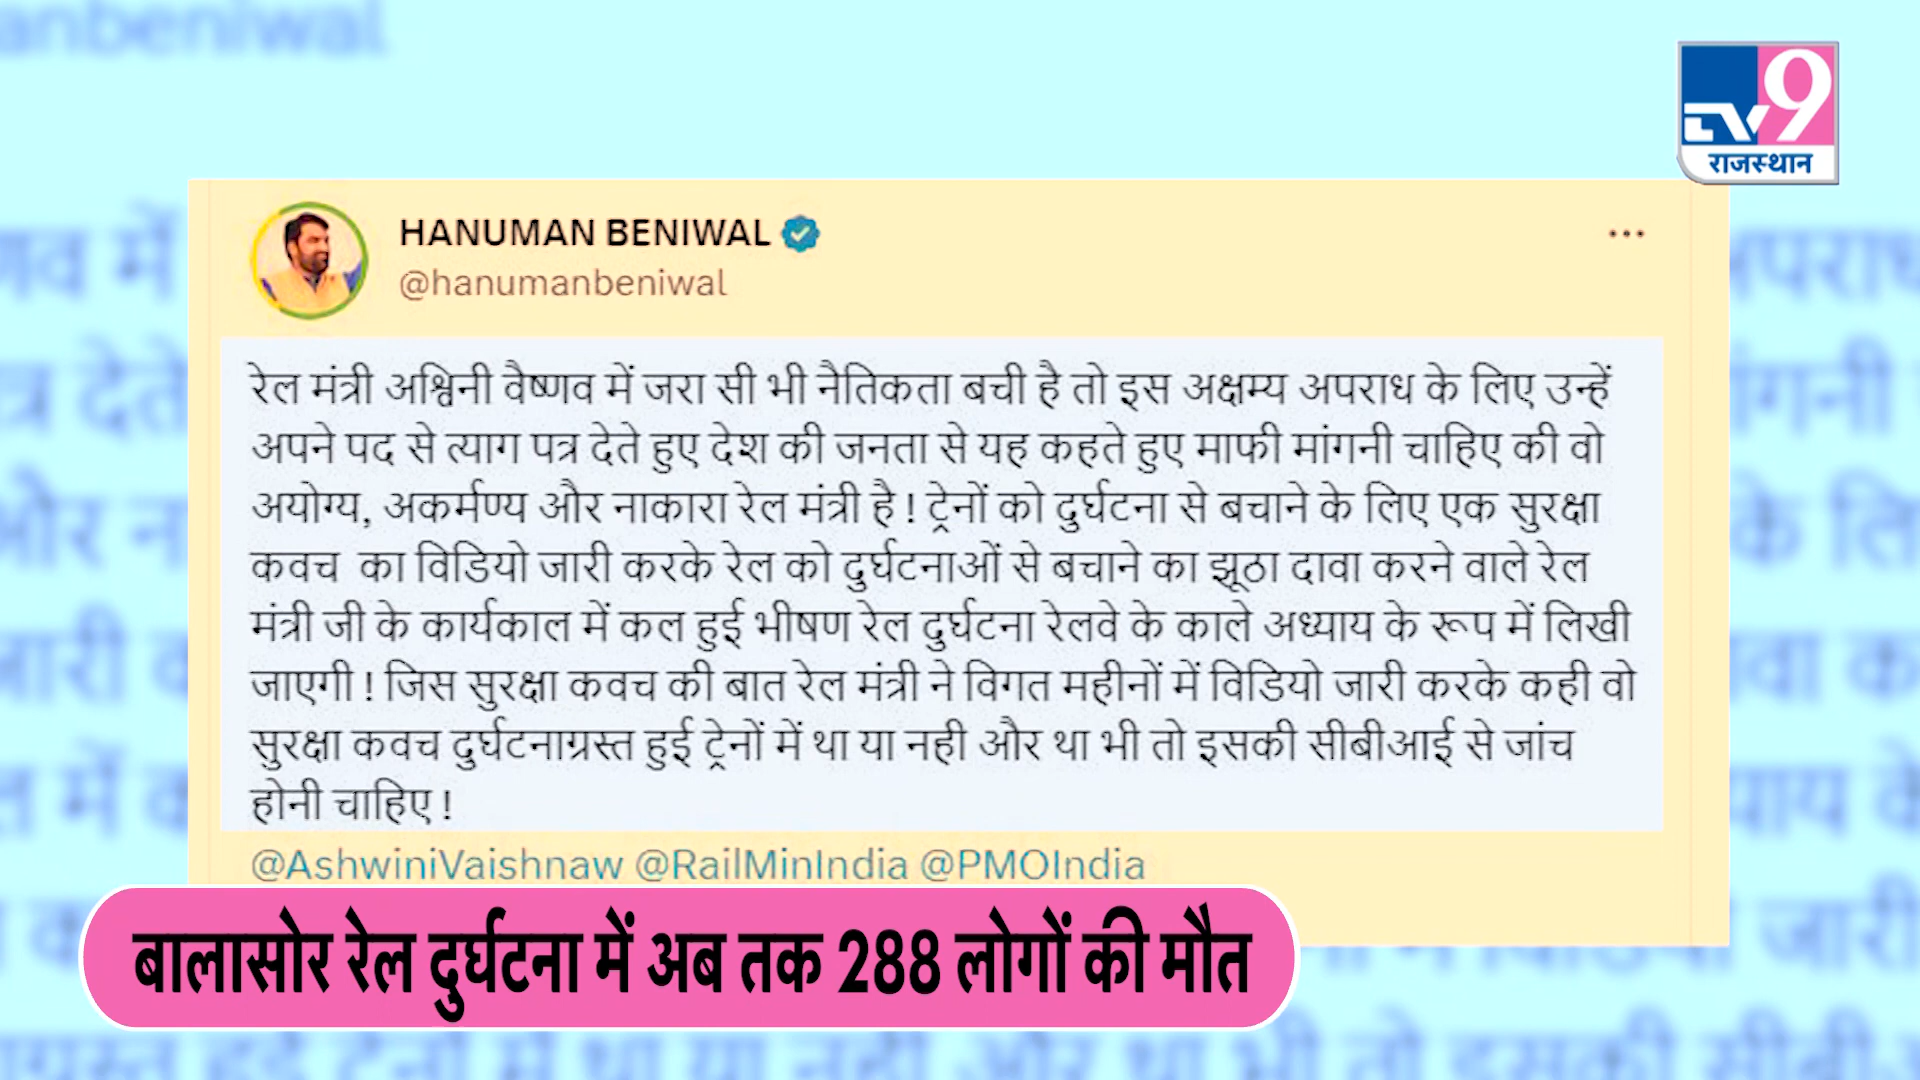 TV9
राजस्थान
HANUMAN BENIWAL
@hanumanbeniwal
रेल मंत्री अश्विनी वैष्णव में जरा सी भी नैतिकता बची है तो इस अक्षम्य अपराध के लिए उन्हें
अपने पद से त्याग पत्र देते हुए देश की जनता से यह कहते हुए माफी मांगनी चाहिए की वो
अयोग्य, अकर्मण्य और नाकारा रेल मंत्री है ! ट्रेनों को दुर्घटना से बचाने के लिए एक सुरक्षा
कवच का विडियो जारी करके रेल को दुर्घटनाओं से बचाने का झूठा दावा करने वाले रेल
मंत्री जी के कार्यकाल में कल हुई भीषण रेल दुर्घटना रेलवे के काले अध्याय के रूप में लिखी
जाएगी ! जिस सुरक्षा कवच की बात रेल मंत्री ने विगत महीनों में विडियो जारी करके कही वो
सुरक्षा कवच दुर्घटनाग्रस्त हुई ट्रेनों में था या नही और था भी तो इसकी सीबीआई से जांच
होनी चाहिए !
@AshwiniVaishnaw @RailMinIndia @PMOIndia
बालासोर रेल दुर्घटना में अब तक 288 लोगों की मौत